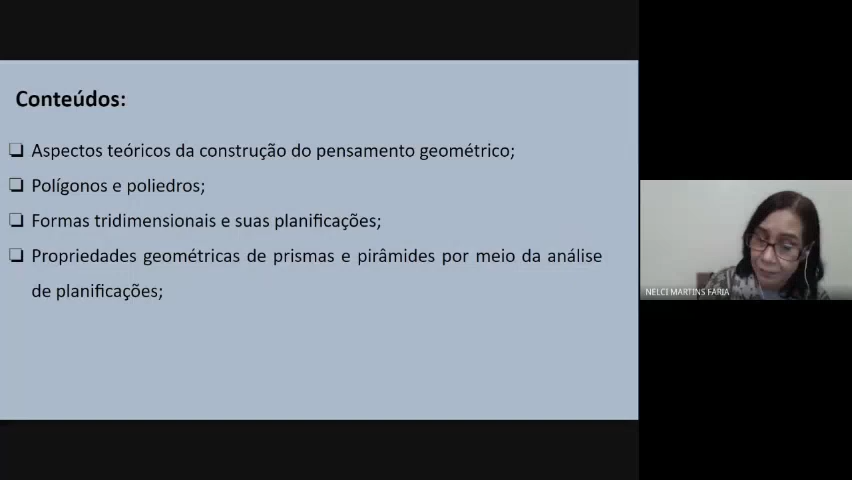 Conteúdos:
❑ Aspectos teóricos da construção do pensamento geométrico;
❑ Polígonos e poliedros;
❑ Formas tridimensionais e suas planificações;
❑ Propriedades geométricas de prismas e pirâmides por meio da análise
de planificações;
NELCI MARTINS FARIA